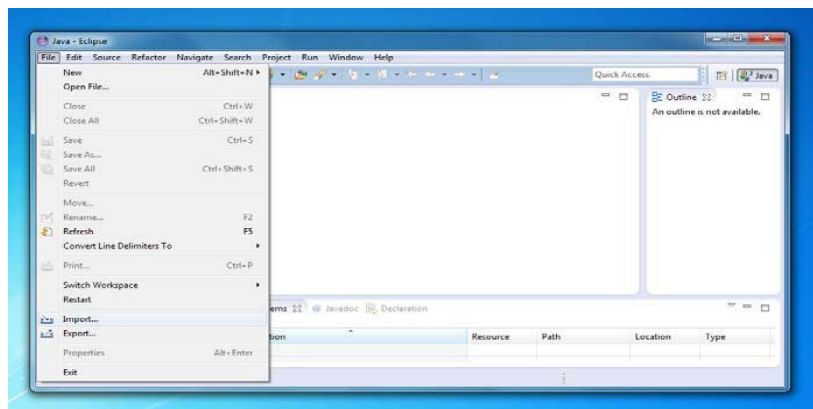 Java - Eclipse
File Edit Source Refactor Navigate Search Project Run Window Help
New Alt+Shift+N
Open File...
Close Ctrl+W
Close All Ctrl+Shift+W
Save Ctrl+S
Save As...
Save All Ctrl+Shift+S
Revert
Move...
Rename... F2
Refresh F5
Convert Line Delimiters To
Print... Ctrl+P
Switch Workspace
Restart
Import...
Export...
Properties Alt+Enter
Exit
Quick Access Java
Outline
An outline is not available.
ems @ Javadoc Declaration
tion Resource Path Location Type